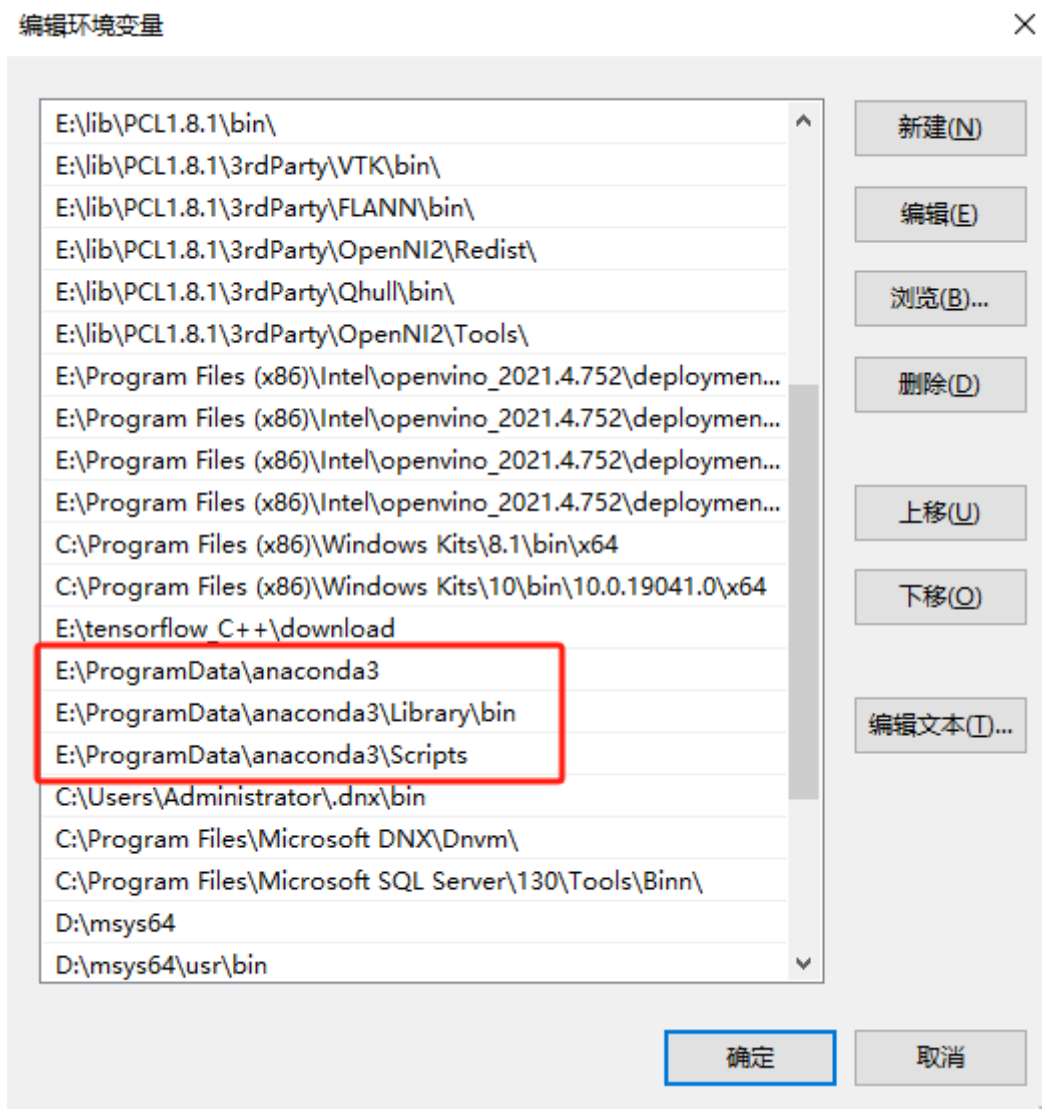 编辑环境变量
E:\lib\PCL1.8.1\bin\
E:\lib\PCL1.8.1\3rdParty\VTK\bin\
E:\lib\PCL1.8.1\3rdParty\FLANN\bin\
E:\lib\PCL1.8.1\3rdParty\OpenNI2\Redist\
E:\lib\PCL1.8.1\3rdParty\Qhull\bin\
E:\lib\PCL1.8.1\3rdParty\OpenNI2\Tools\
E:\Program Files (x86)\Intel\openvino_2021.4.752\deploymen...
E:\Program Files (x86)\Intel\openvino_2021.4.752\deploymen...
E:\Program Files (x86)\Intel\openvino_2021.4.752\deploymen...
E:\Program Files (x86)\Intel\openvino_2021.4.752\deploymen...
C:\Program Files (x86)\Windows Kits\8.1\bin\x64
C:\Program Files (x86)\Windows Kits\10\bin\10.0.19041.0\x64
E:\tensorflow_C++\download
E:\ProgramData\anaconda3
E:\ProgramData\anaconda3\Library\bin
E:\ProgramData\anaconda3\Scripts
C:\Users\Administrator\.dnx\bin
C:\Program Files\Microsoft DNX\Dnvm\
C:\Program Files\Microsoft SQL Server\130\Tools\Binn\
D:\msys64
D:\msys64\usr\bin
新建(N)
编辑(E)
浏览(B)...
删除(D)
上移(U)
下移(O)
编辑文本(T)...
确定
取消